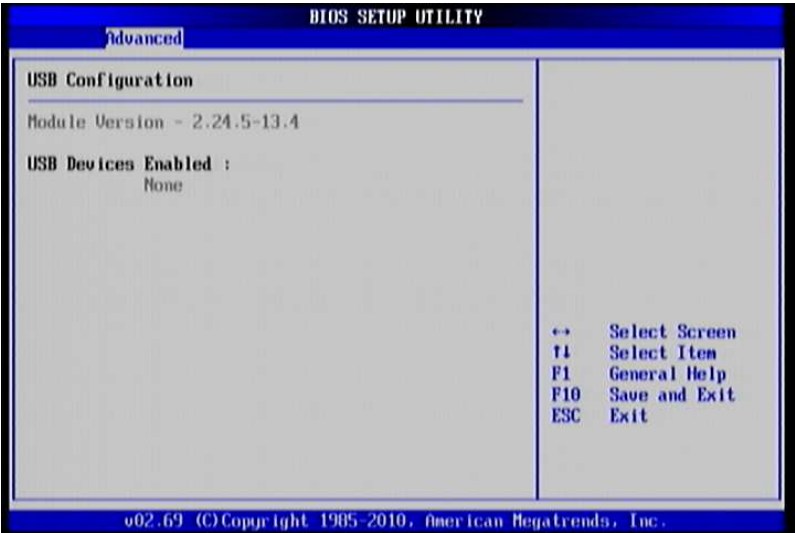 BIOS SETUP UTILITY
Advanced
USB Configuration
Module Version - 2.24.5-13.4
USB Devices Enabled :
None
↔ Select Screen
↑↓ Select Item
F1 General Help
F10 Save and Exit
ESC Exit
v02.69 (C)Copyright 1985-2010, American Megatrends, Inc.